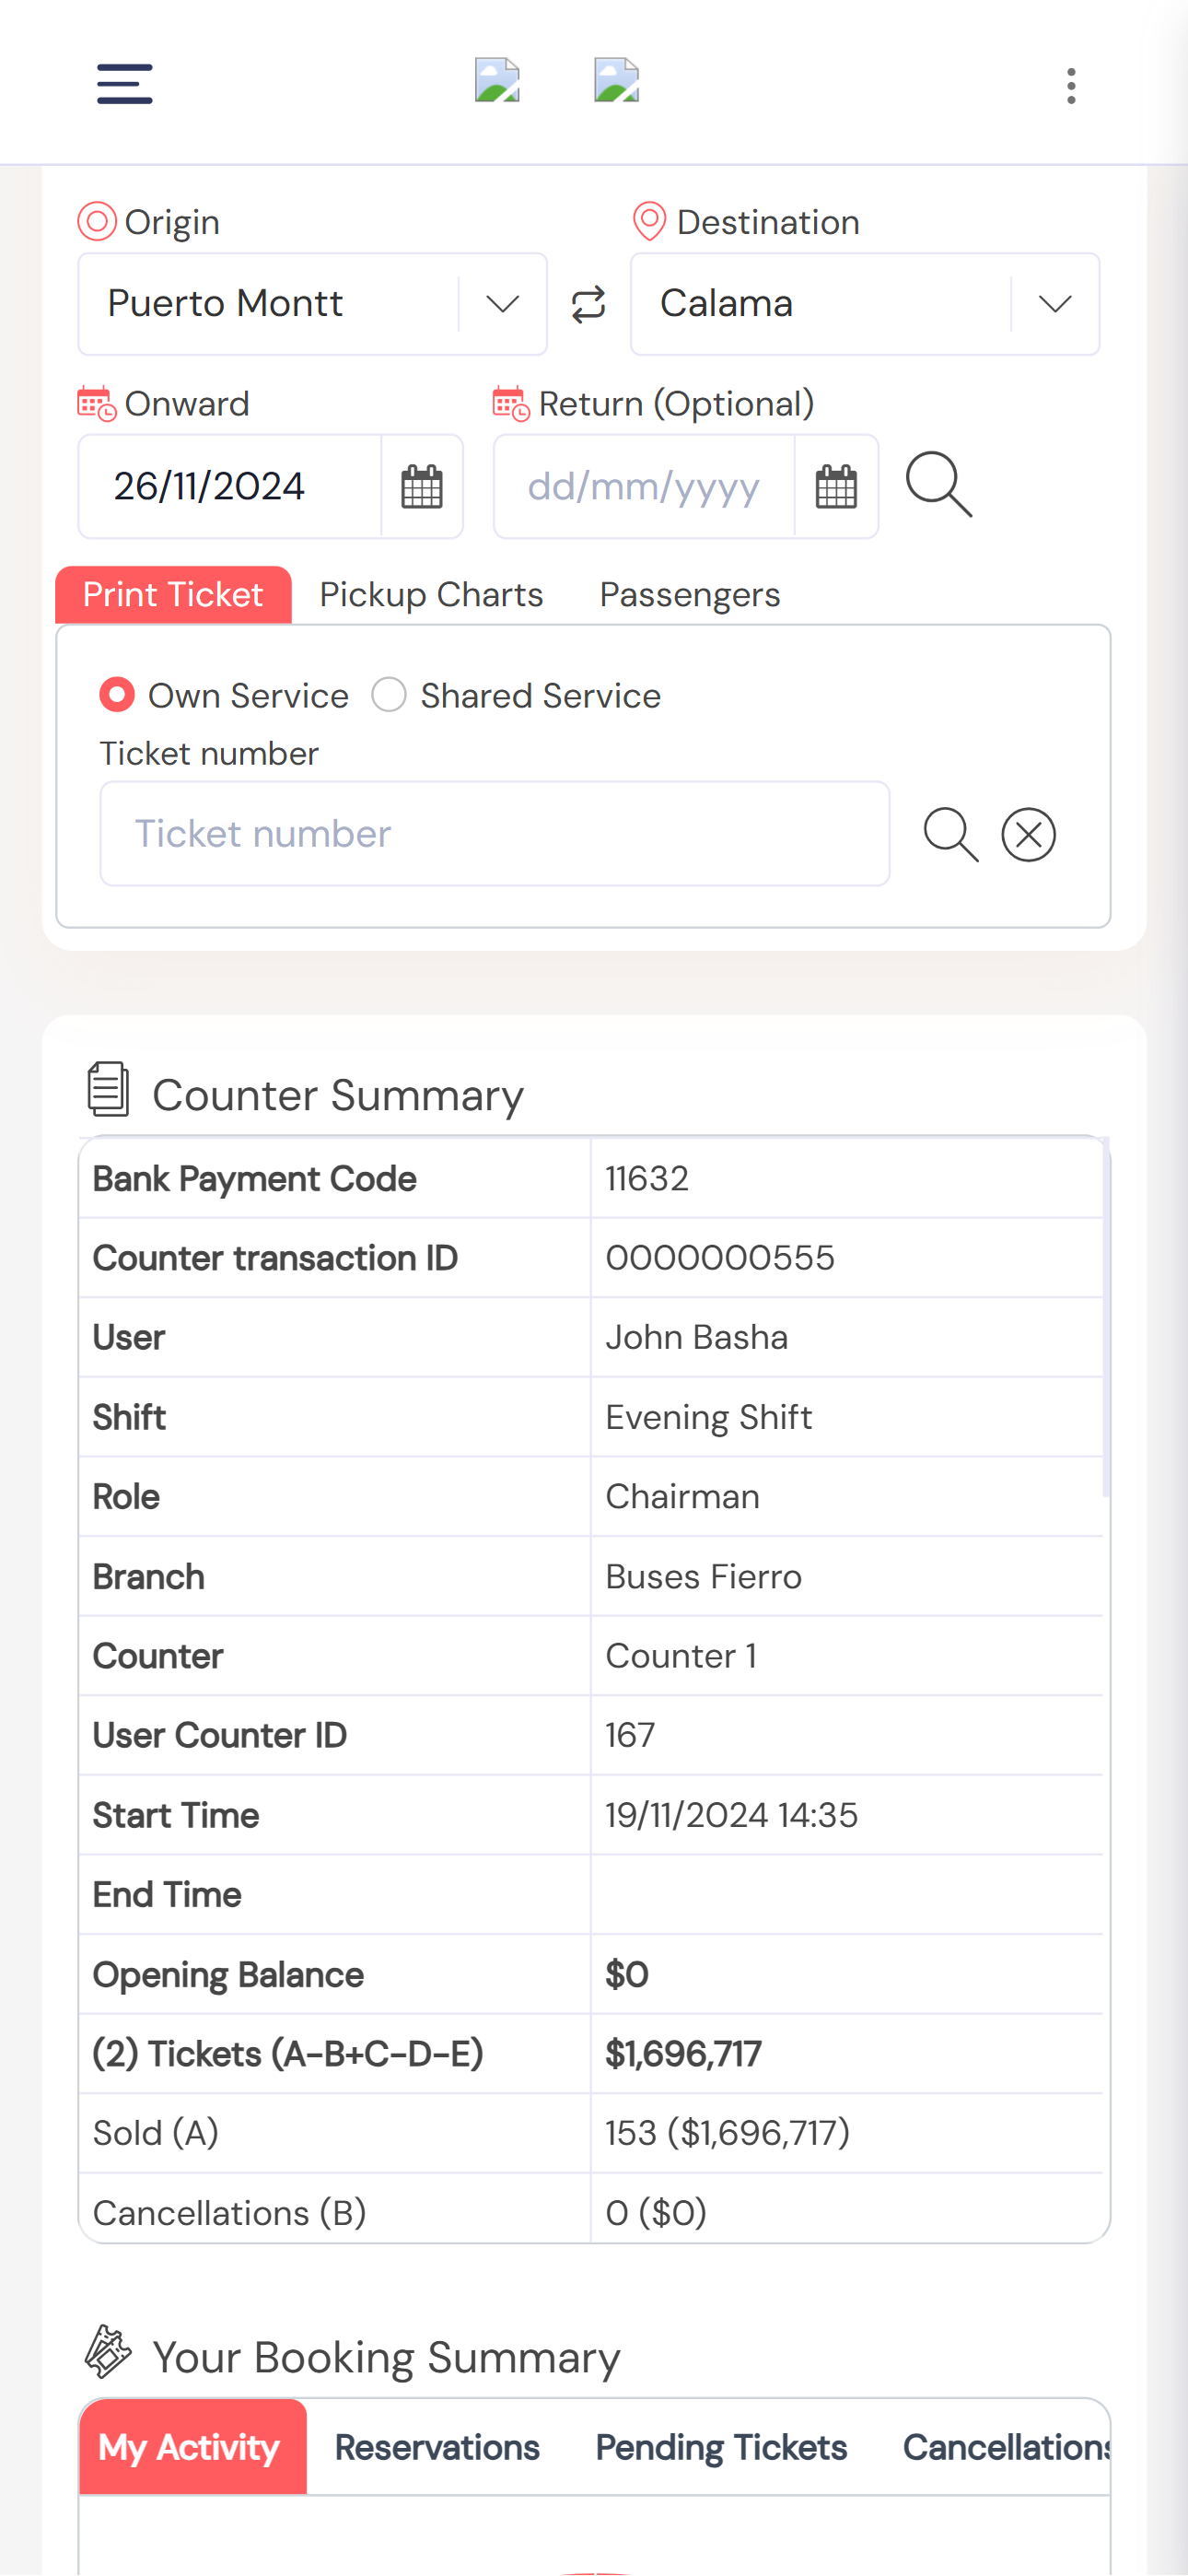 Origin
Destination
Puerto Montt
Calama
Onward
Return (Optional)
26/11/2024
dd/mm/yyyy
Print Ticket
Pickup Charts
Passengers
Own Service
Shared Service
Ticket number
Ticket number
Counter Summary
Bank Payment Code 11632
Counter transaction ID 0000000555
User John Basha
Shift Evening Shift
Role Chairman
Branch Buses Fierro
Counter Counter 1
User Counter ID 167
Start Time 19/11/2024 14:35
End Time
Opening Balance $0
(2) Tickets (A-B+C-D-E) $1,696,717
Sold (A) 153 ($1,696,717)
Cancellations (B) 0 ($0)
Your Booking Summary
My Activity
Reservations
Pending Tickets
Cancellations